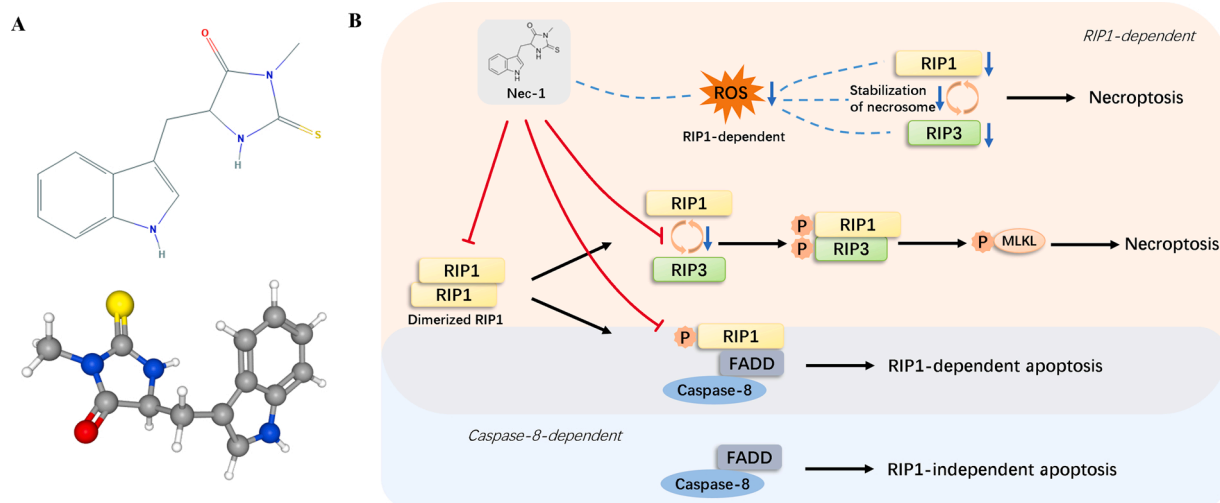 A
O
N
N
H
S
N
H
B
RIP1-dependent
O
N
NH
S
N
H
Nec-1
ROS
RIP1-dependent
RIP1
Stabilization
of necrosome
RIP3
Necroptosis
RIP1
RIP3
P
RIP1
P
RIP3
P
MLKL
Necroptosis
RIP1
RIP1
Dimerized RIP1
P
RIP1
FADD
Caspase-8
RIP1-dependent apoptosis
Caspase-8-dependent
FADD
Caspase-8
RIP1-independent apoptosis